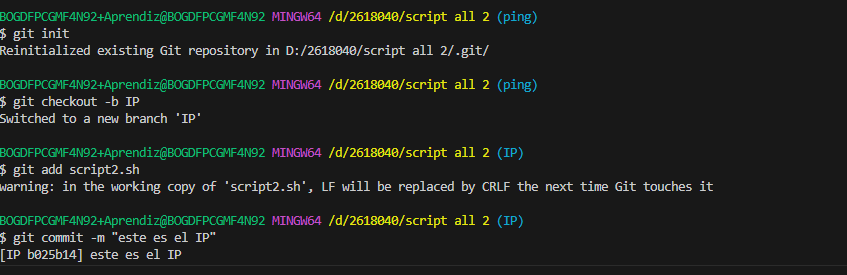 BOGDFPCGMF4N92+Aprendiz@BOGDFPCGMF4N92 MINGW64 /d/2618040/script all 2 (ping)
$ git init
Reinitialized existing Git repository in D:/2618040/script all 2/.git/
BOGDFPCGMF4N92+Aprendiz@BOGDFPCGMF4N92 MINGW64 /d/2618040/script all 2 (ping)
$ git checkout -b IP
Switched to a new branch 'IP'
BOGDFPCGMF4N92+Aprendiz@BOGDFPCGMF4N92 MINGW64 /d/2618040/script all 2 (IP)
$ git add script2.sh
warning: in the working copy of 'script2.sh', LF will be replaced by CRLF the next time Git touches it
BOGDFPCGMF4N92+Aprendiz@BOGDFPCGMF4N92 MINGW64 /d/2618040/script all 2 (IP)
$ git commit -m "este es el IP"
[IP b025b14] este es el IP